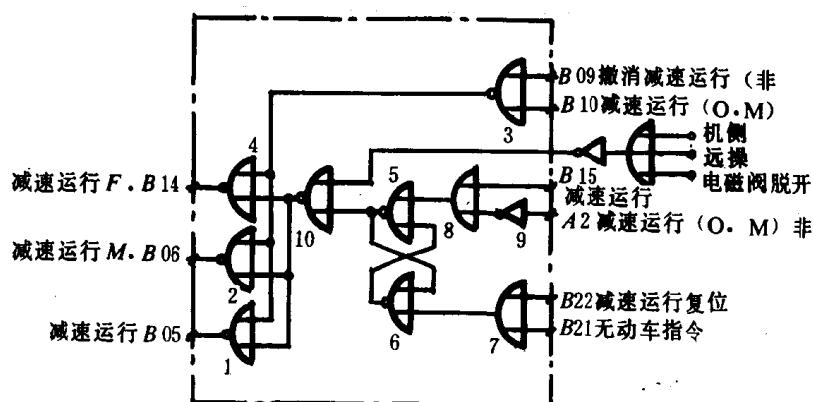 B09撤消减速运行（非
B10减速运行（O.M）
3
机侧
远操
电磁阀脱开
4
减速运行F.B14
5
B15
减速运行
A2减速运行（O.M）非
10
8
9
减速运行M.B06
2
B22减速运行复位
减速运行B05
B21无动车指令
6
7
1